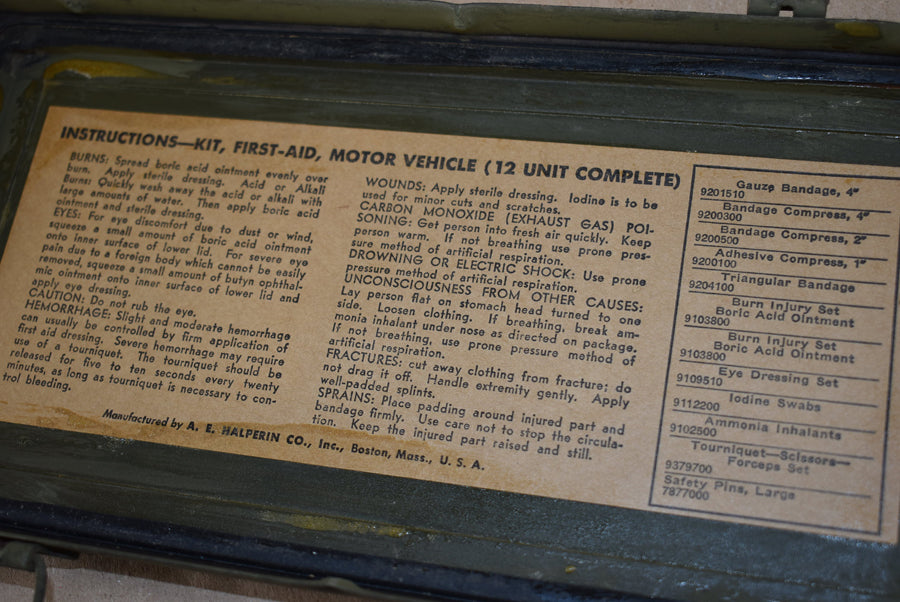 INSTRUCTIONS—KIT, FIRST-AID, MOTOR VEHICLE (12 UNIT COMPLETE)
BURNS: Spread boric acid ointment evenly over
burn. Apply sterile dressing. Acid or Alkali
Burns: Quickly wash away the acid or alkali with
large amounts of water. Then apply boric acid
ointment and sterile dressing.
EYES: For eye discomfort due to dust or wind,
squeeze a small amount of boric acid ointment
onto inner surface of lower lid. For severe eye
pain due to a foreign body which cannot be easily
removed, squeeze a small amount of butyn ophthal-
mic ointment onto inner surface of lower lid and
apply eye dressing.
CAUTION: Do not rub the eye.
HEMORRHAGE: Slight and moderate hemorrhage
can usually be controlled by firm application of
first aid dressing. Severe hemorrhage may require
use of a tourniquet. The tourniquet should be
released for five to ten seconds every twenty
minutes, as long as tourniquet is necessary to con-
trol bleeding.
WOUNDS: Apply sterile dressing. Iodine is to be
used for minor cuts and scratches.
CARBON MONOXIDE (EXHAUST GAS) POI-
SONING: Get person into fresh air quickly. Keep
person warm. If not breathing use prone pres-
sure method of artificial respiration.
DROWNING OR ELECTRIC SHOCK: Use prone
pressure method of artificial respiration.
UNCONSCIOUSNESS FROM OTHER CAUSES:
Lay person flat on stomach head turned to one
side. Loosen clothing. If breathing, break am-
monia inhalant under nose as directed on package.
If not breathing, use prone pressure method of
artificial respiration.
FRACTURES: cut away clothing from fracture; do
not drag it off. Handle extremity gently. Apply
well-padded splints.
SPRAINS: Place padding around injured part and
bandage firmly. Use care not to stop the circula-
tion. Keep the injured part raised and still.
Manufactured by A. E. HALPERIN CO., Inc., Boston, Mass., U. S. A.
Gauze Bandage, 4"
9201510
Bandage Compress, 4"
9200300
Bandage Compress, 2"
9200500
Adhesive Compress, 1"
9200100
Triangular Bandage
9204100
Burn Injury Set
Boric Acid Ointment
9103800
Burn Injury Set
Boric Acid Ointment
9103800
Eye Dressing Set
9109510
Iodine Swabs
9112200
Ammonia Inhalants
9102500
Tourniquet—Scissors—
Forceps Set
9379700
Safety Pins, Large
7877000